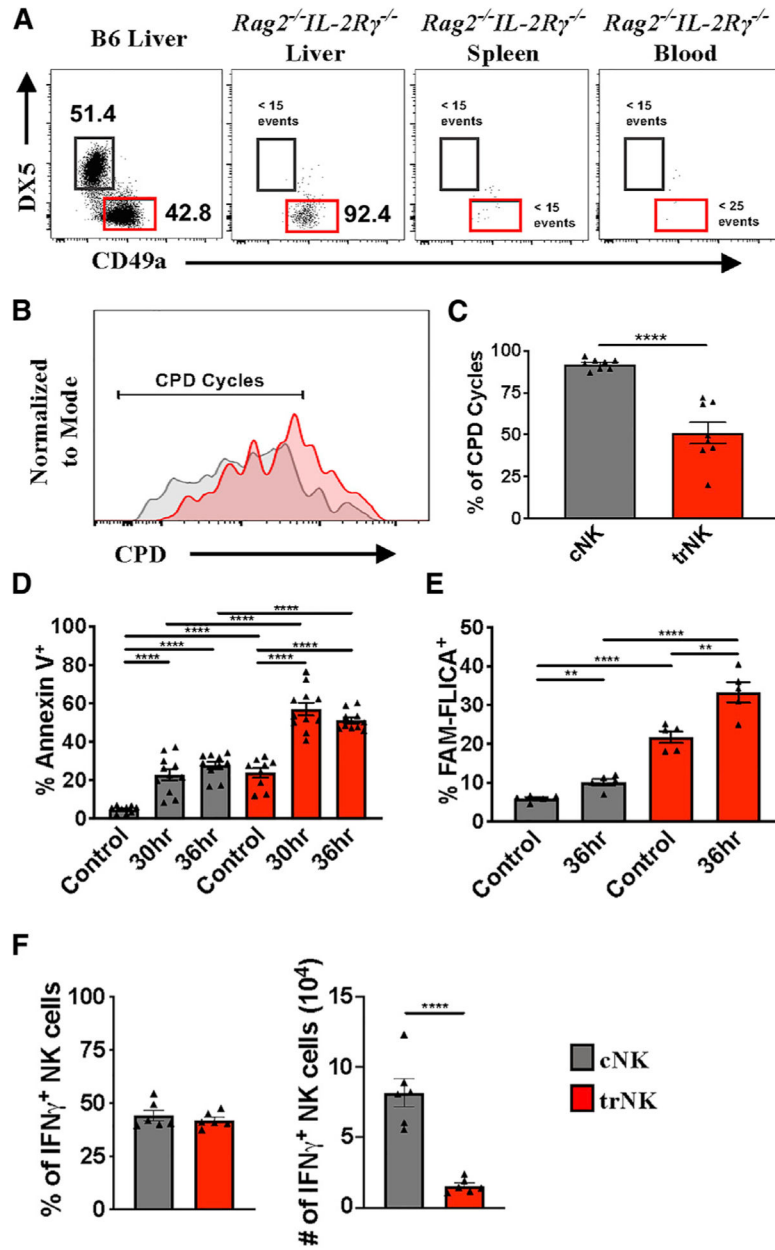 A
B6 Liver
Rag2-/-IL-2Rγ-/-
Liver
Rag2-/-IL-2Rγ-/-
Spleen
Rag2-/-IL-2Rγ-/-
Blood
51.4
42.8
< 15
events
92.4
< 15
events
< 15
events
< 15
events
< 25
events
DX5
CD49a
B
Normalized
to Mode
CPD Cycles
CPD
C
% of CPD Cycles
100
75
50
25
0
****
cNK
trNK
D
% Annexin V+
100
80
60
40
20
0
****
****
****
****
****
****
****
****
Control
30hr
36hr
Control
30hr
36hr
E
% FAM-FLICA+
50
40
30
20
10
0
****
****
**
**
Control
36hr
Control
36hr
F
% of IFNγ+ NK cells
100
75
50
25
0
# of IFNγ+ NK cells (10^4)
15
10
5
0
****
cNK
trNK